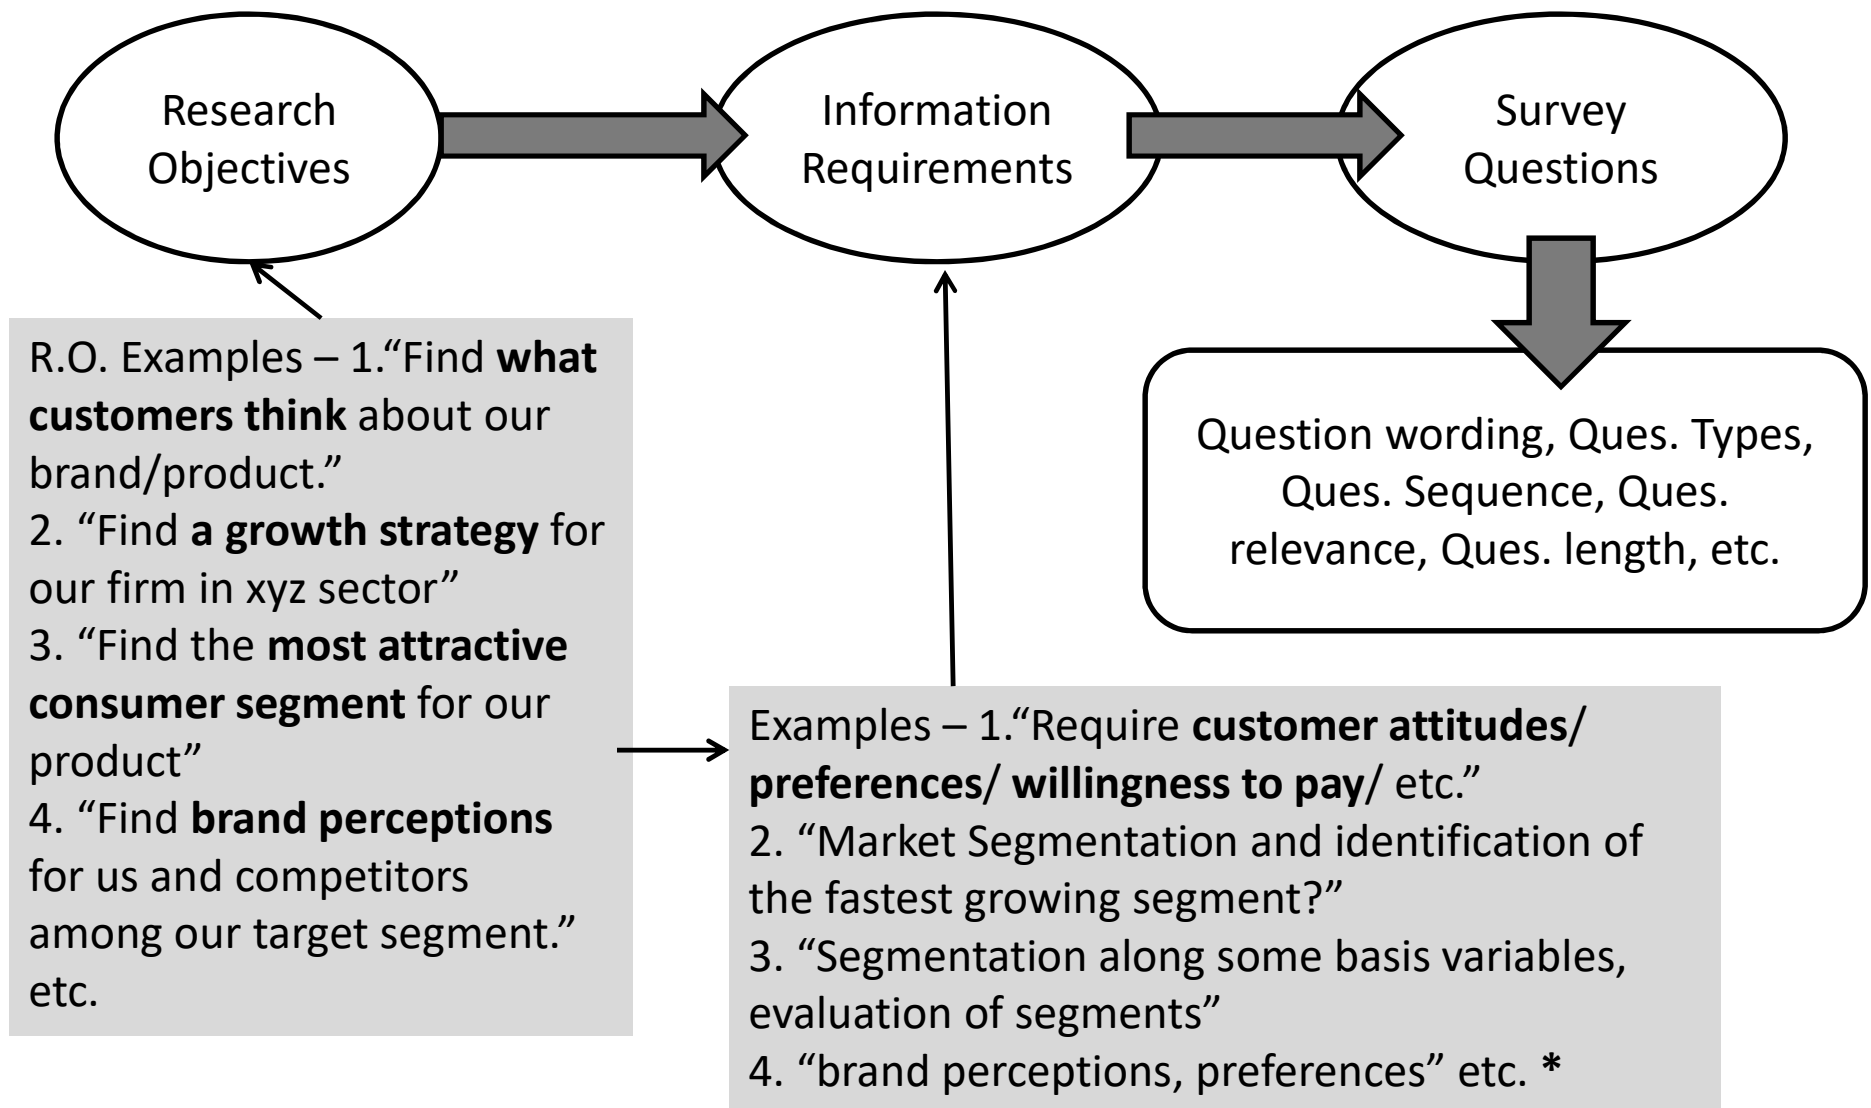 Research
Objectives
Information
Requirements
Survey
Questions
R.O. Examples – 1.“Find what
customers think about our
brand/product.”
2. “Find a growth strategy for
our firm in xyz sector”
3. “Find the most attractive
consumer segment for our
product”
4. “Find brand perceptions
for us and competitors
among our target segment.”
etc.
Question wording, Ques. Types,
Ques. Sequence, Ques.
relevance, Ques. length, etc.
Examples – 1.“Require customer attitudes/
preferences/ willingness to pay/ etc.”
2. “Market Segmentation and identification of
the fastest growing segment?”
3. “Segmentation along some basis variables,
evaluation of segments”
4. “brand perceptions, preferences” etc. *